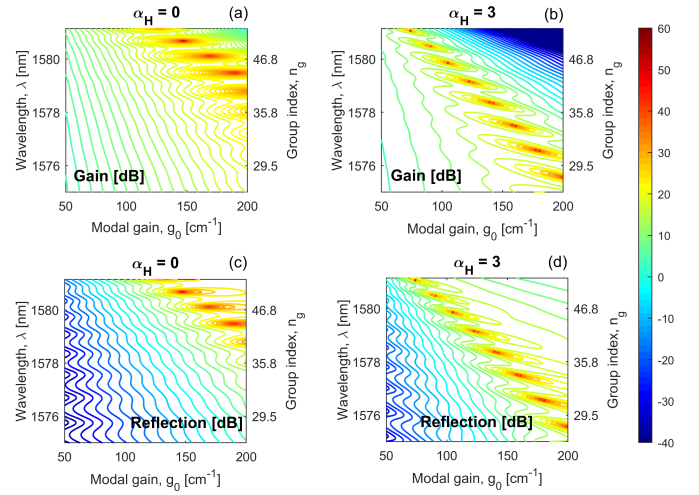 α_H = 0 (a)
Wavelength, λ [nm]
1580
1578
1576
Gain [dB]
46.8
35.8
29.5
Group index, n_g
50 100 150 200
Modal gain, g_0 [cm^-1]
α_H = 3 (b)
Wavelength, λ [nm]
1580
1578
1576
Gain [dB]
46.8
35.8
29.5
Group index, n_g
50 100 150 200
Modal gain, g_0 [cm^-1]
α_H = 0 (c)
Wavelength, λ [nm]
1580
1578
1576
Reflection [dB]
46.8
35.8
29.5
Group index, n_g
50 100 150 200
Modal gain, g_0 [cm^-1]
α_H = 3 (d)
Wavelength, λ [nm]
1580
1578
1576
Reflection [dB]
46.8
35.8
29.5
Group index, n_g
50 100 150 200
Modal gain, g_0 [cm^-1]
60
50
40
30
20
10
0
-10
-20
-30
-40